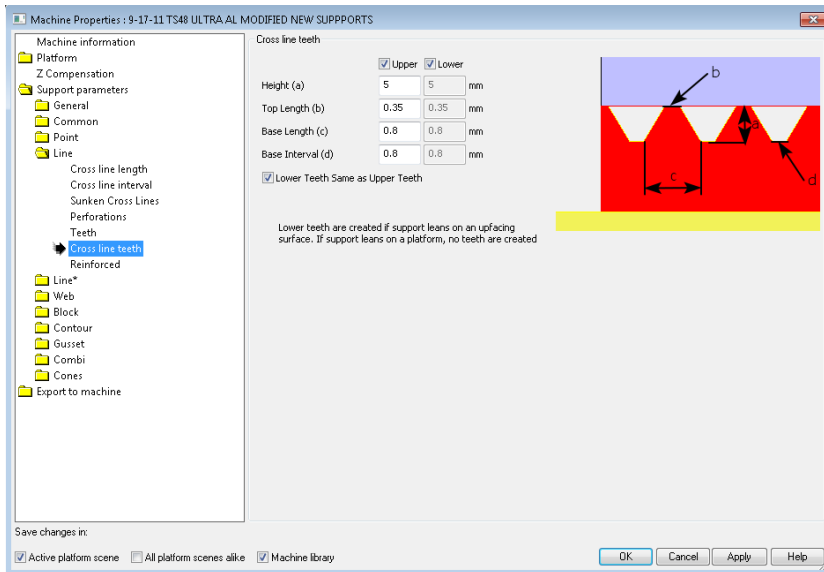 Machine Properties : 9-17-11 TS48 ULTRA AL MODIFIED NEW SUPPPORTS
Machine information
Platform
Z Compensation
Support parameters
General
Common
Point
Line
Cross line length
Cross line interval
Sunken Cross Lines
Perforations
Teeth
Cross line teeth
Reinforced
Line*
Web
Block
Contour
Gusset
Combi
Cones
Export to machine
Cross line teeth
Upper Lower
Height (a) 5 5 mm
Top Length (b) 0.35 0.35 mm
Base Length (c) 0.8 0.8 mm
Base Interval (d) 0.8 0.8 mm
Lower Teeth Same as Upper Teeth
Lower teeth are created if support leans on an upfacing
surface. If support leans on a platform, no teeth are created
b
a
c
d
Save changes in:
Active platform scene All platform scenes alike Machine library
OK Cancel Apply Help